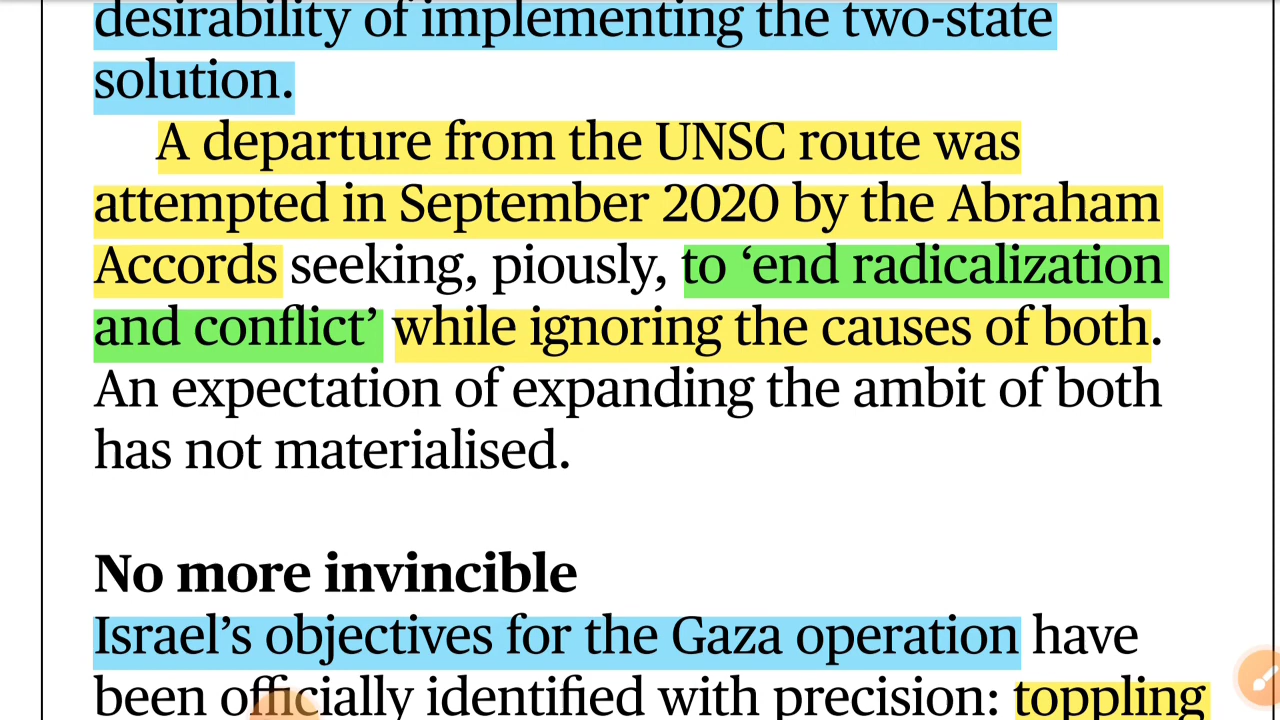 desirability of implementing the two-state
solution.
A departure from the UNSC route was
attempted in September 2020 by the Abraham
Accords seeking, piously, to ‘end radicalization
and conflict’ while ignoring the causes of both.
An expectation of expanding the ambit of both
has not materialised.
No more invincible
Israel’s objectives for the Gaza operation have
been officially identified with precision: toppling